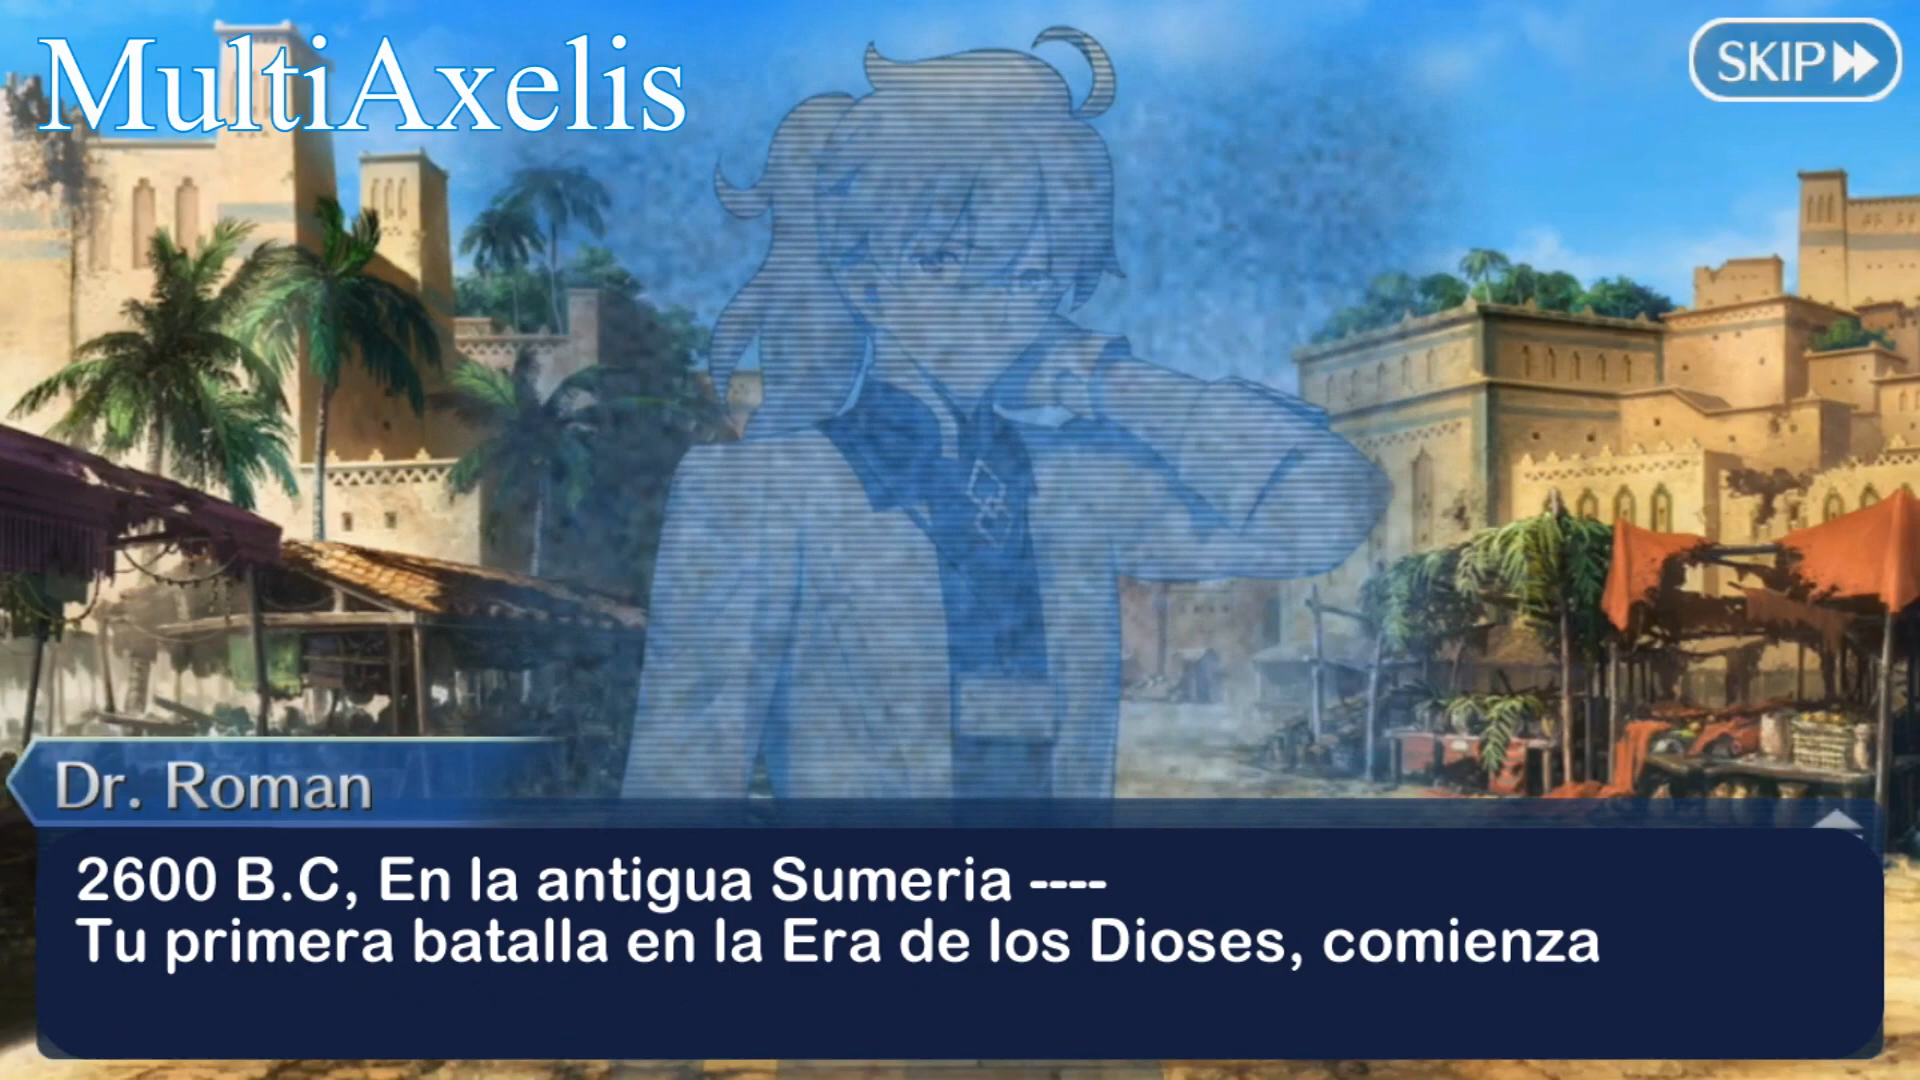 MultiAxelis
SKIP
Dr. Roman
2600 B.C, En la antigua Sumeria ----
Tu primera batalla en la Era de los Dioses, comienza